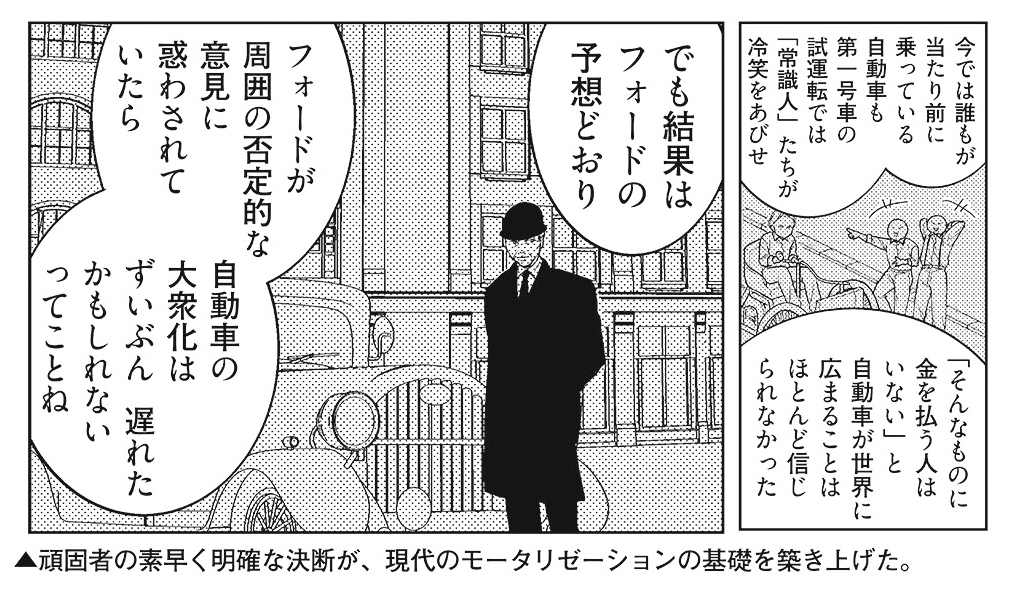 今では誰もが
当たり前に
乗っている
自動車も
第一号車の
試運転では
「常識人」たちが
冷笑をあびせ
「そんなものに
金を払う人は
いない」と
自動車が世界に
広まることは
ほとんど信じ
られなかった
でも結果は
フォードの
予想どおり
フォードが
周囲の否定的な
意見に
惑わされて
いたら
自動車の
大衆化は
ずいぶん 遅れた
かもしれない
ってことね
▲頑固者の素早く明確な決断が、現代のモータリゼーションの基礎を築き上げた。